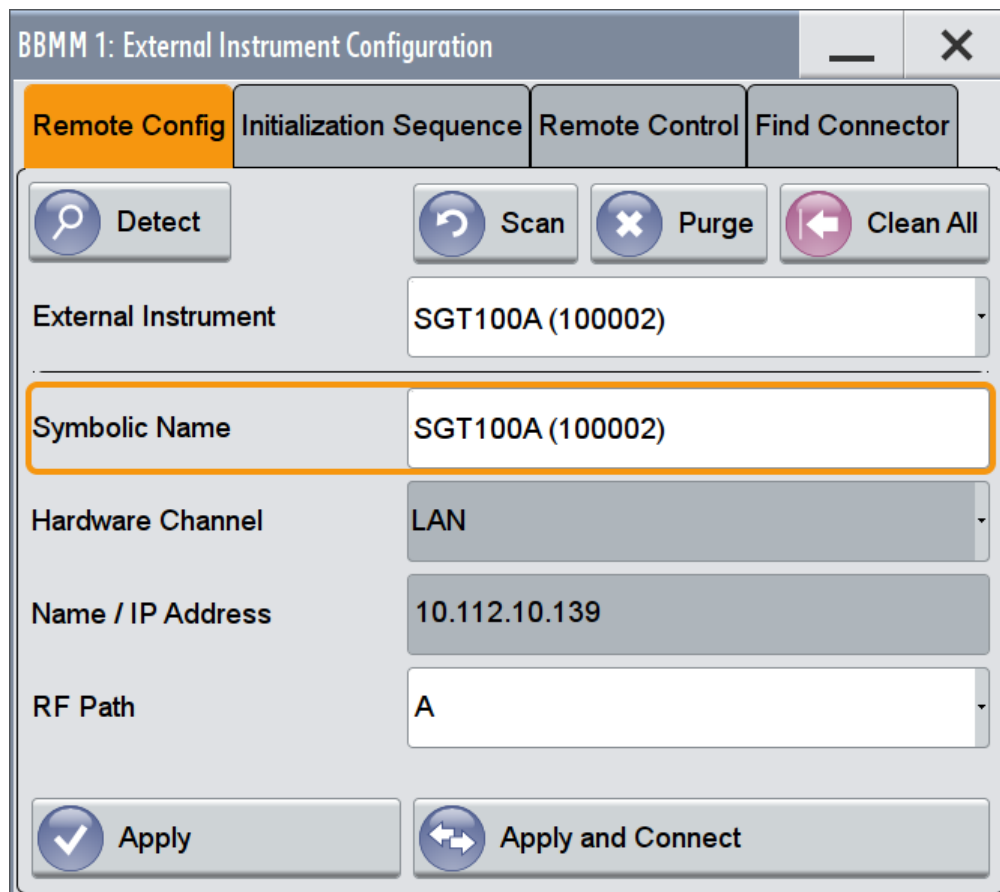 BBMM 1: External Instrument Configuration
Remote Config Initialization Sequence Remote Control Find Connector
Detect Scan Purge Clean All
External Instrument SGT100A (100002)
Symbolic Name SGT100A (100002)
Hardware Channel LAN
Name / IP Address 10.112.10.139
RF Path A
Apply Apply and Connect